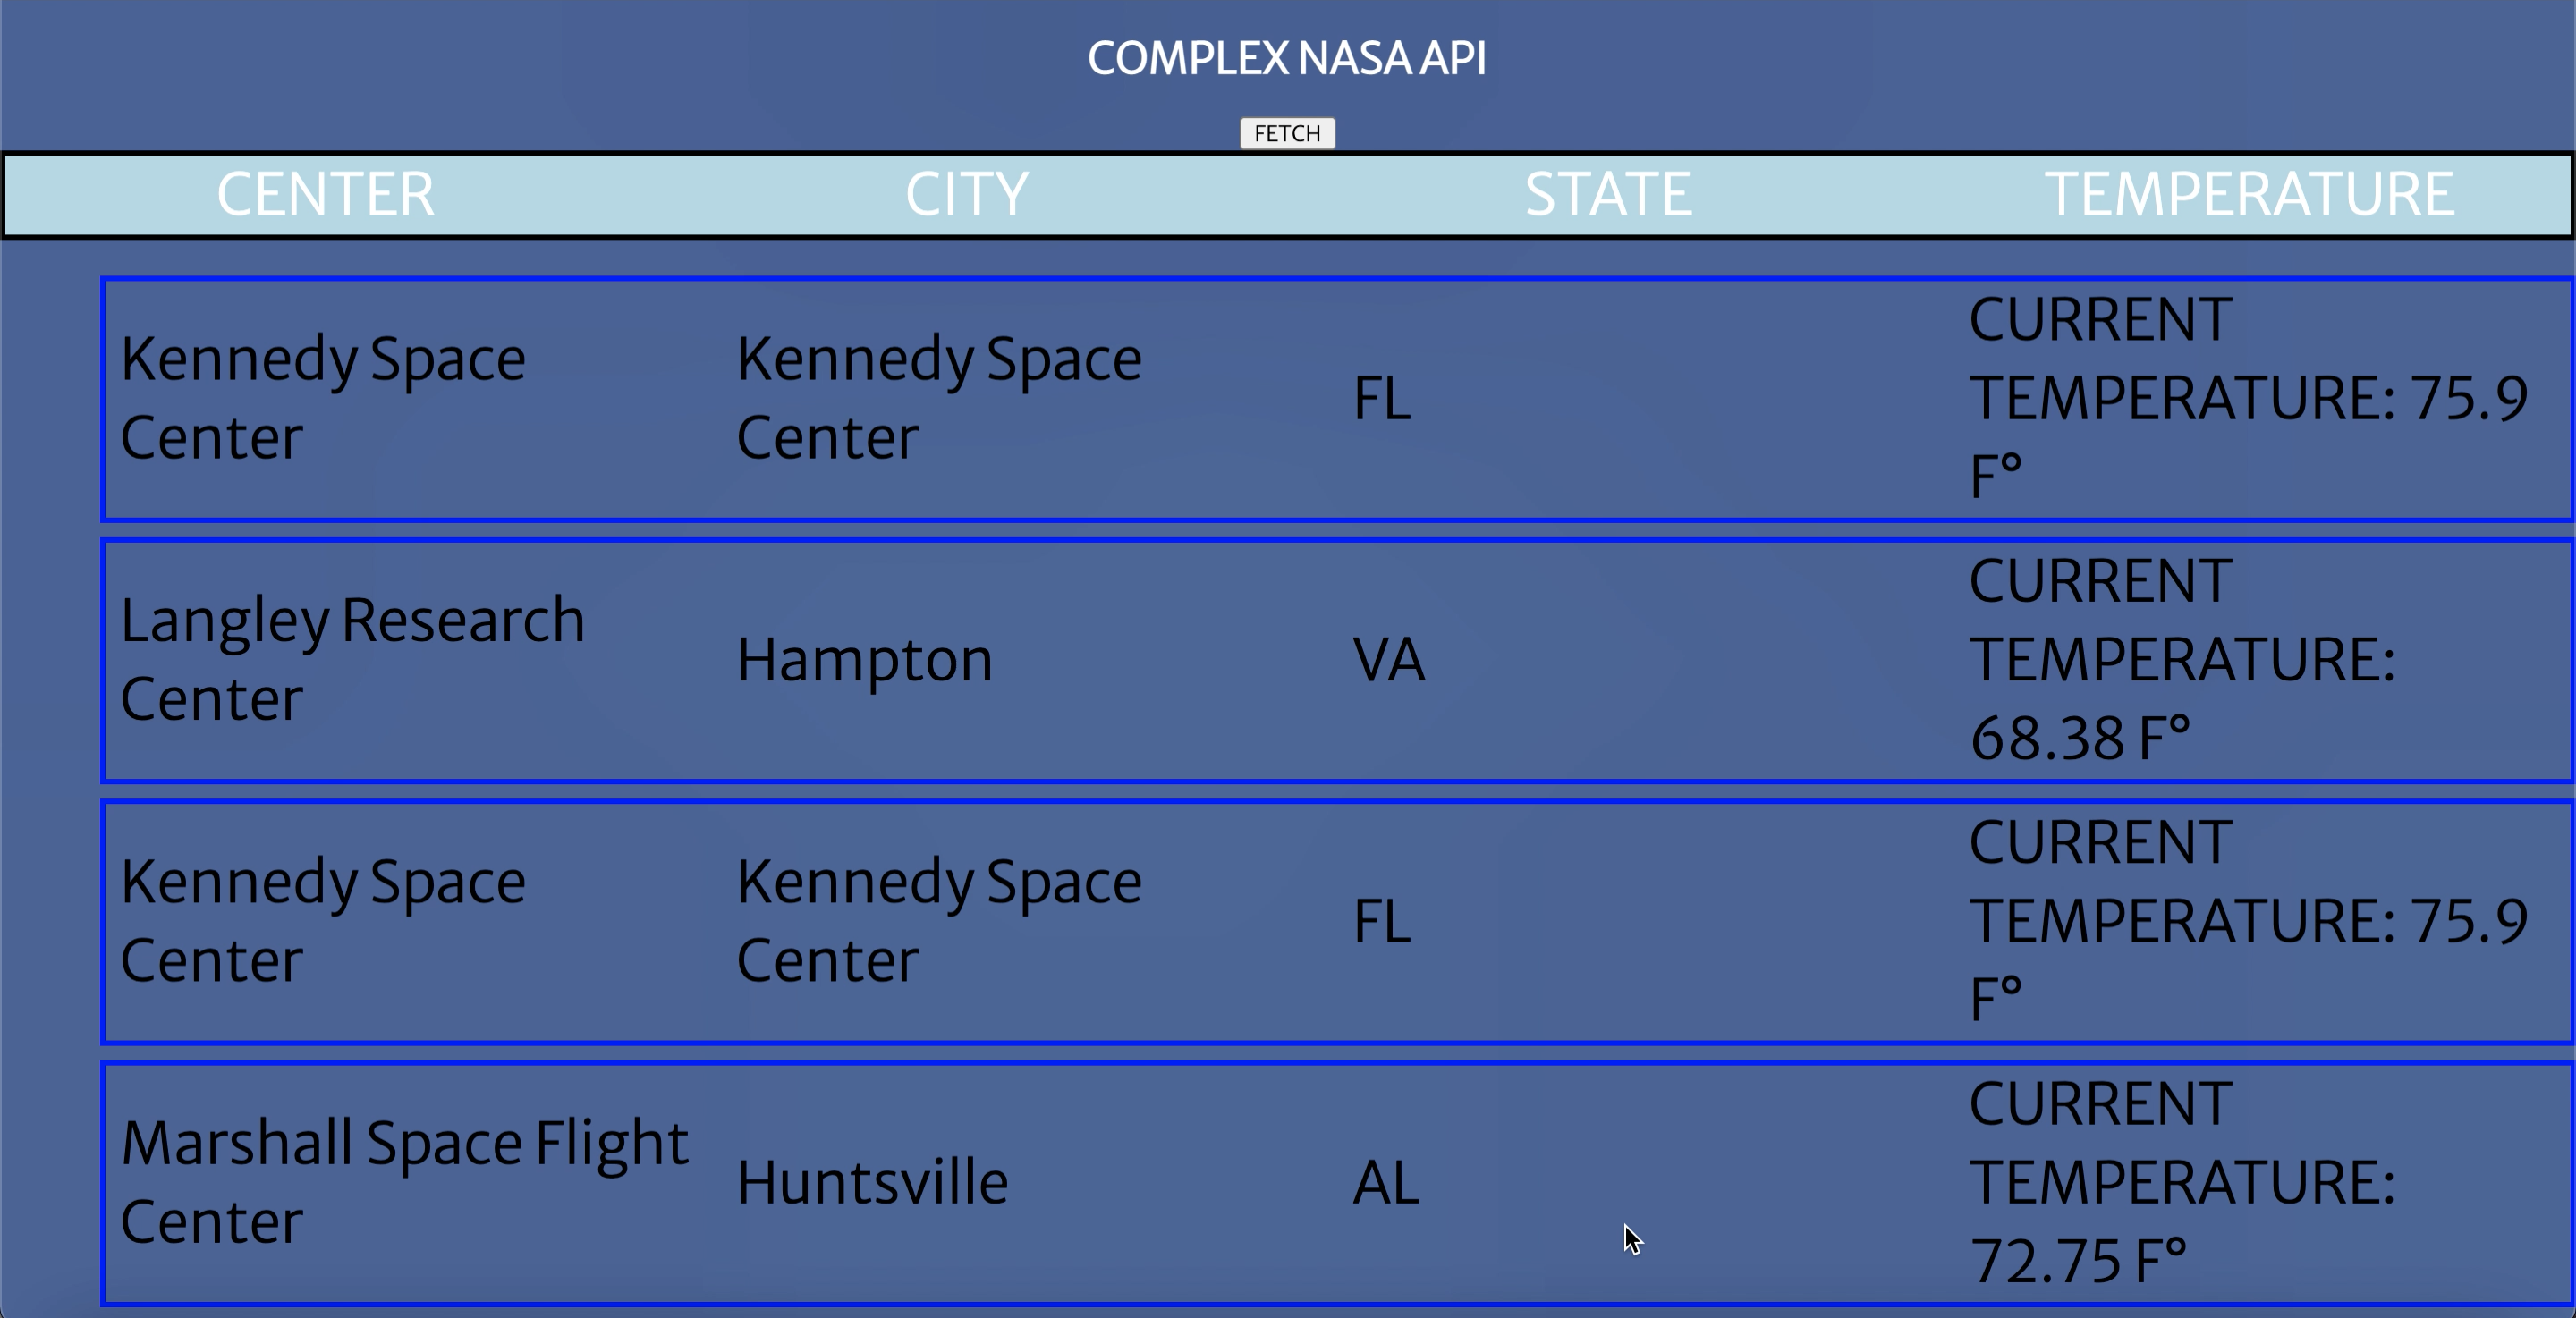 COMPLEX NASA API
FETCH
CENTER CITY STATE TEMPERATURE
Kennedy Space
Center
Kennedy Space
Center
FL
CURRENT
TEMPERATURE: 75.9
F°
Langley Research
Center
Hampton
VA
CURRENT
TEMPERATURE:
68.38 F°
Kennedy Space
Center
Kennedy Space
Center
FL
CURRENT
TEMPERATURE: 75.9
F°
Marshall Space Flight
Center
Huntsville
AL
CURRENT
TEMPERATURE:
72.75 F°